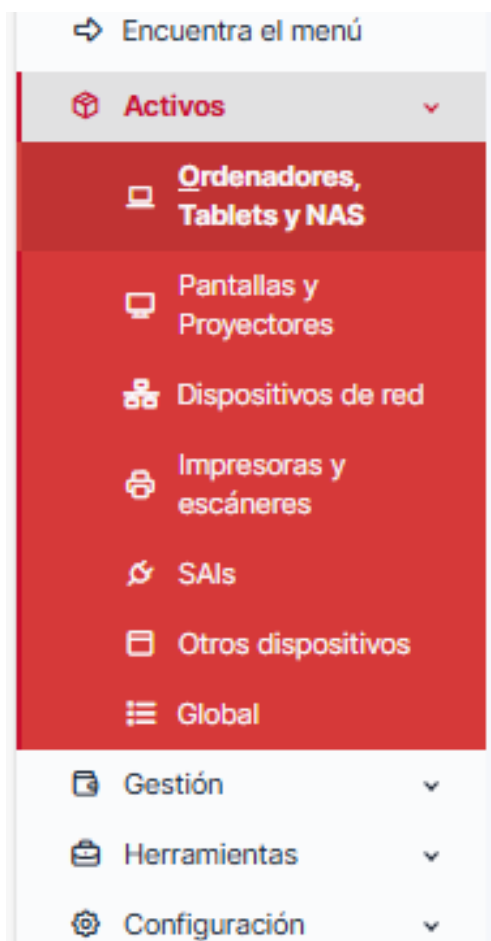 Encuentra el menú
Activos
Ordenadores,
Tablets y NAS
Pantallas y
Proyectores
Dispositivos de red
Impresoras y
escáneres
SAIs
Otros dispositivos
Global
Gestión
Herramientas
Configuración